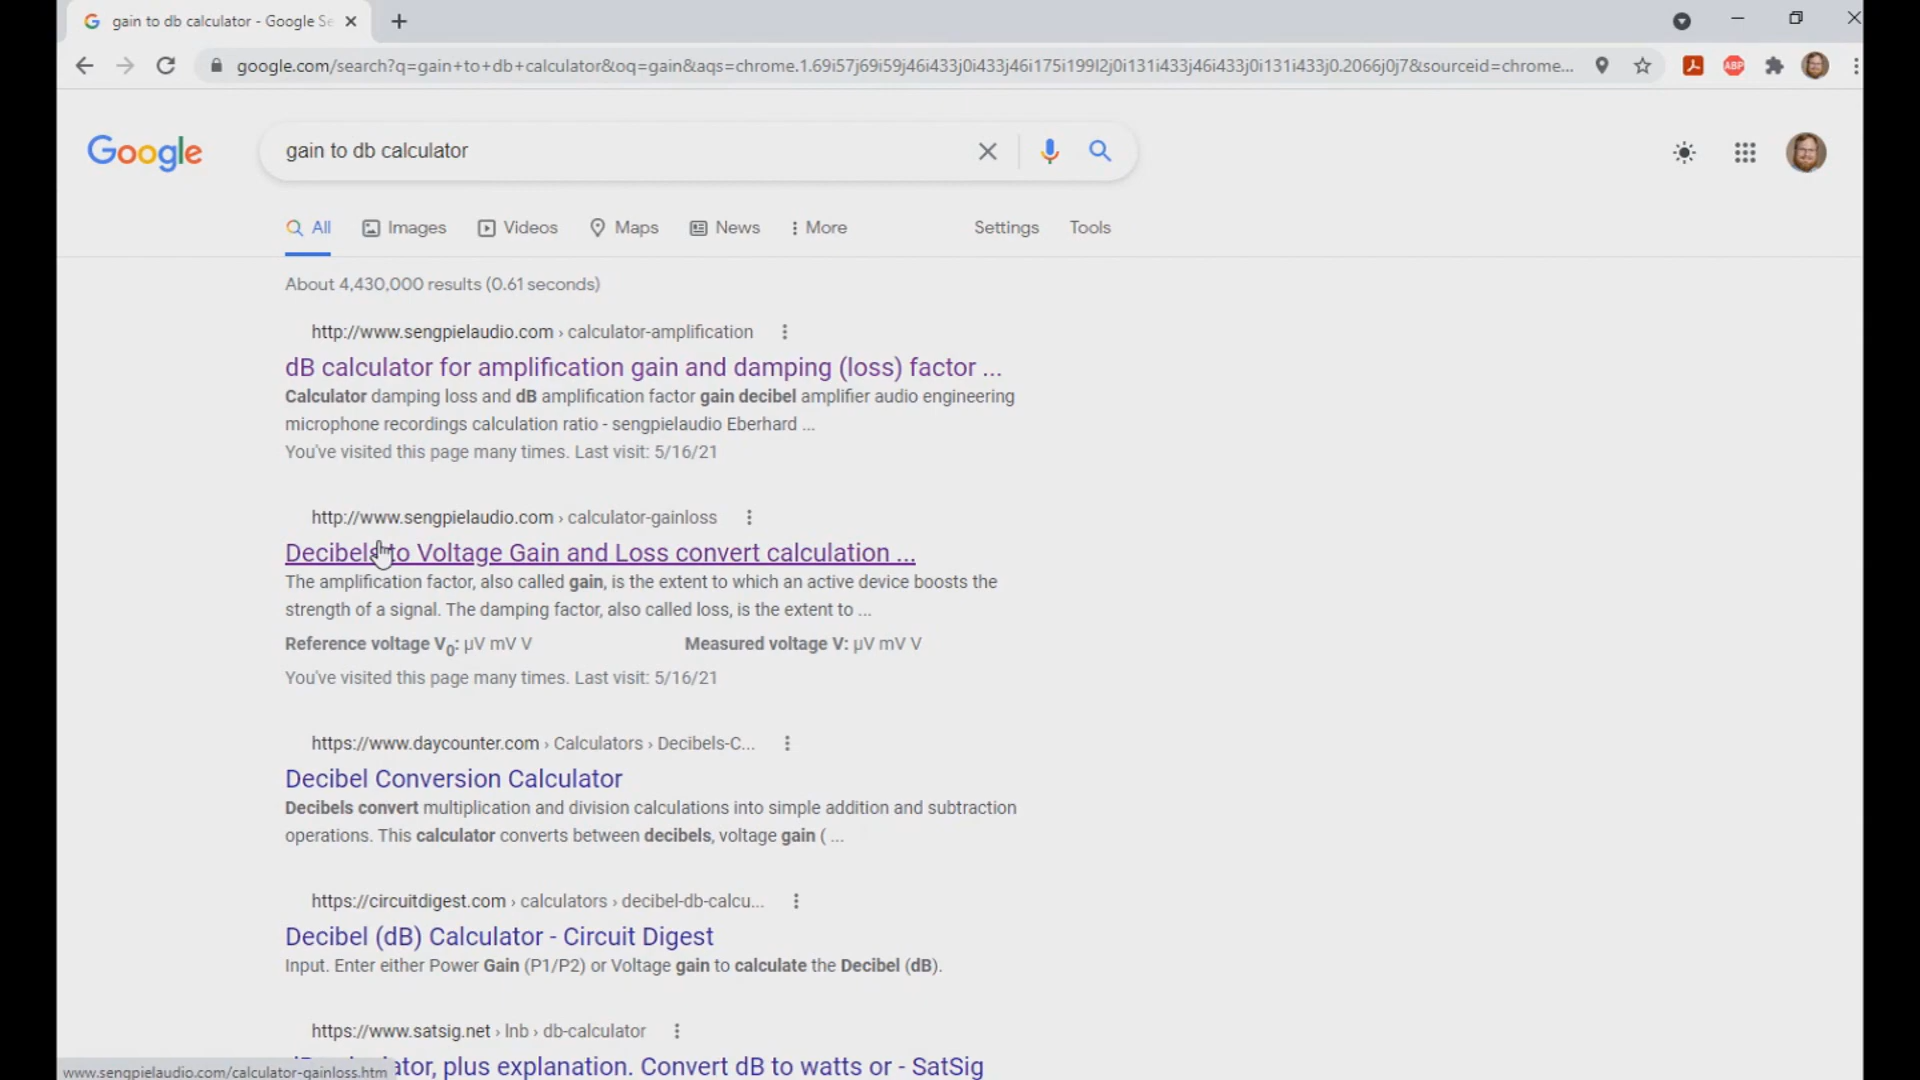 gain to db calculator - Google Se
google.com/search?q=gain+to+db+calculator&oq=gain&aqs=chrome.1.69i57j69i59j46i433j0i433j46i175i199l2j0i131i433j46i433j0i131i433j0.2066j0j7&sourceid=chrome...
ABP
Google
gain to db calculator
All Images Videos Maps News More Settings Tools
About 4,430,000 results (0.61 seconds)
http://www.sengpielaudio.com › calculator-amplification
dB calculator for amplification gain and damping (loss) factor ...
Calculator damping loss and dB amplification factor gain decibel amplifier audio engineering
microphone recordings calculation ratio - sengpielaudio Eberhard ...
You've visited this page many times. Last visit: 5/16/21
http://www.sengpielaudio.com › calculator-gainloss
Decibels to Voltage Gain and Loss convert calculation ...
The amplification factor, also called gain, is the extent to which an active device boosts the
strength of a signal. The damping factor, also called loss, is the extent to ...
Reference voltage V0: µV mV V Measured voltage V: µV mV V
You've visited this page many times. Last visit: 5/16/21
https://www.daycounter.com › Calculators › Decibels-C...
Decibel Conversion Calculator
Decibels convert multiplication and division calculations into simple addition and subtraction
operations. This calculator converts between decibels, voltage gain ( ...
https://circuitdigest.com › calculators › decibel-db-calcu...
Decibel (dB) Calculator - Circuit Digest
Input. Enter either Power Gain (P1/P2) or Voltage gain to calculate the Decibel (dB).
https://www.satsig.net › lnb › db-calculator
ator, plus explanation. Convert dB to watts or - SatSig
www.sengpielaudio.com/calculator-gainloss.htm